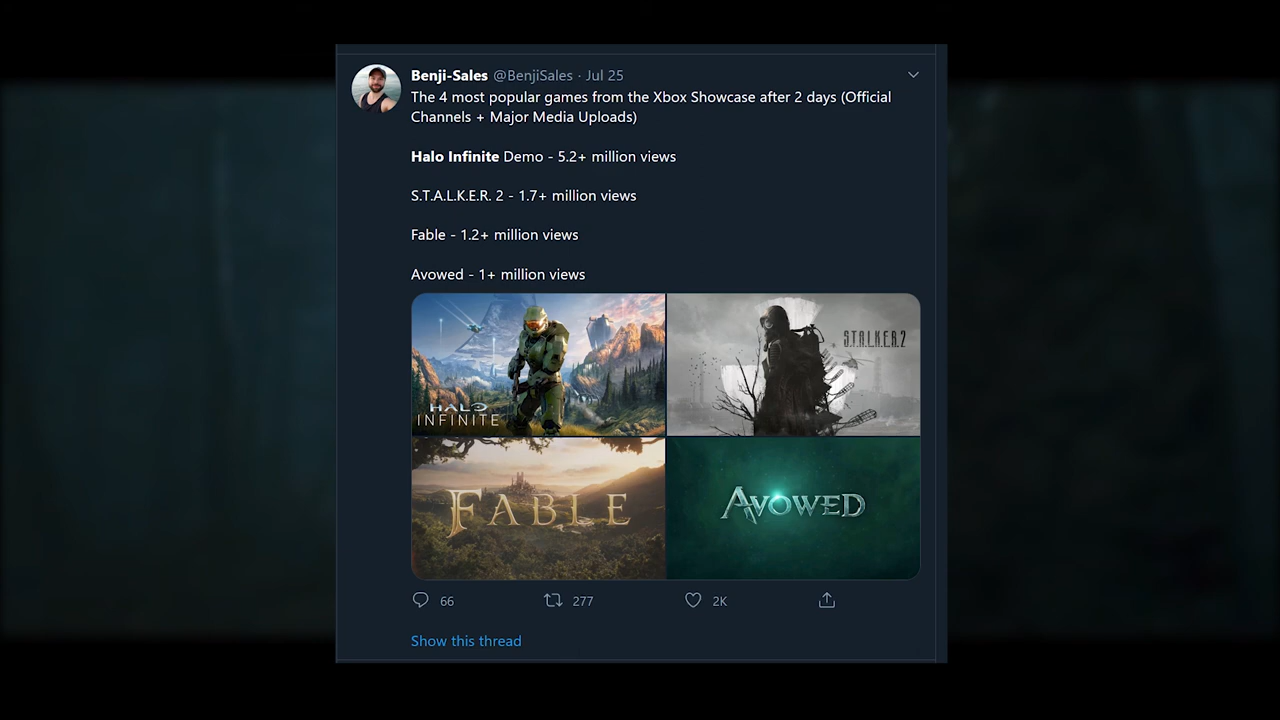 Benji-Sales @BenjiSales · Jul 25
The 4 most popular games from the Xbox Showcase after 2 days (Official
Channels + Major Media Uploads)
Halo Infinite Demo - 5.2+ million views
S.T.A.L.K.E.R. 2 - 1.7+ million views
Fable - 1.2+ million views
Avowed - 1+ million views
HALO
INFINITE
S.T.A.L.K.E.R.2
FABLE
AVOWED
66 277 2K
Show this thread